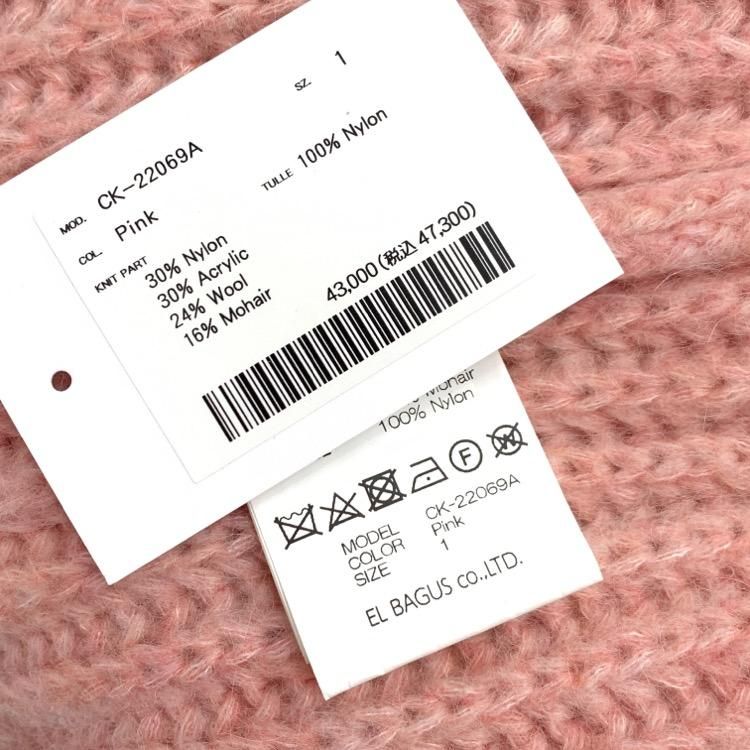 SZ. 1
MOD. CK-22069A
TULLE 100% Nylon
COL. Pink
KNIT PART 30% Nylon
30% Acrylic
24% Wool
16% Mohair
43,000(税込 47,300)
Mohair
100% Nylon
F
W
MODEL CK-22069A
COLOR Pink
SIZE 1
EL BAGUS CO.,LTD.